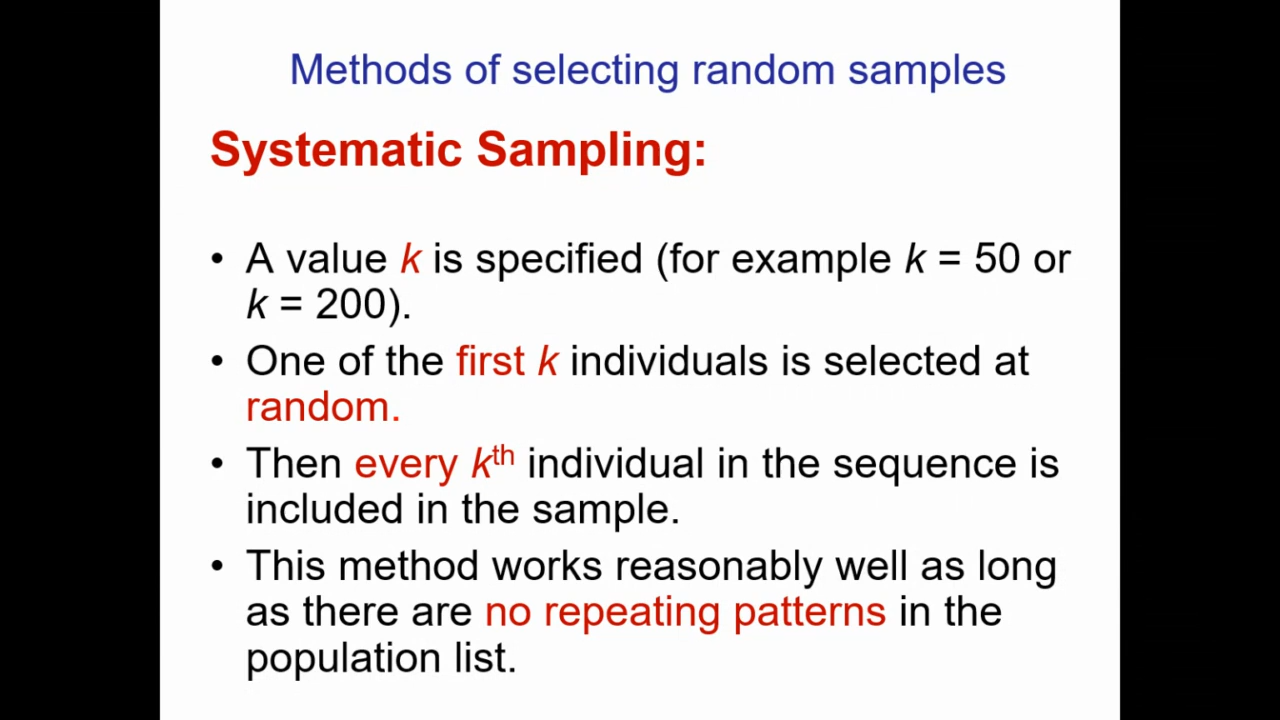 Methods of selecting random samples
Systematic Sampling:
• A value k is specified (for example k = 50 or
k = 200).
• One of the first k individuals is selected at
random.
• Then every kth individual in the sequence is
included in the sample.
• This method works reasonably well as long
as there are no repeating patterns in the
population list.